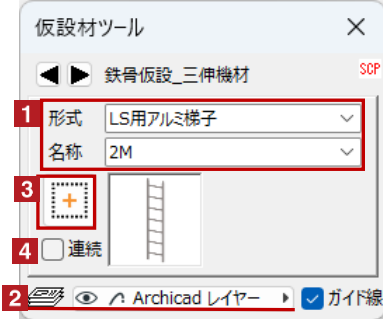 仮設材ツール
鉄骨仮設_三伸機材
SCP
1
形式
LS用アルミ梯子
名称
2M
3
4
連続
2
Archicad レイヤー
ガイド線